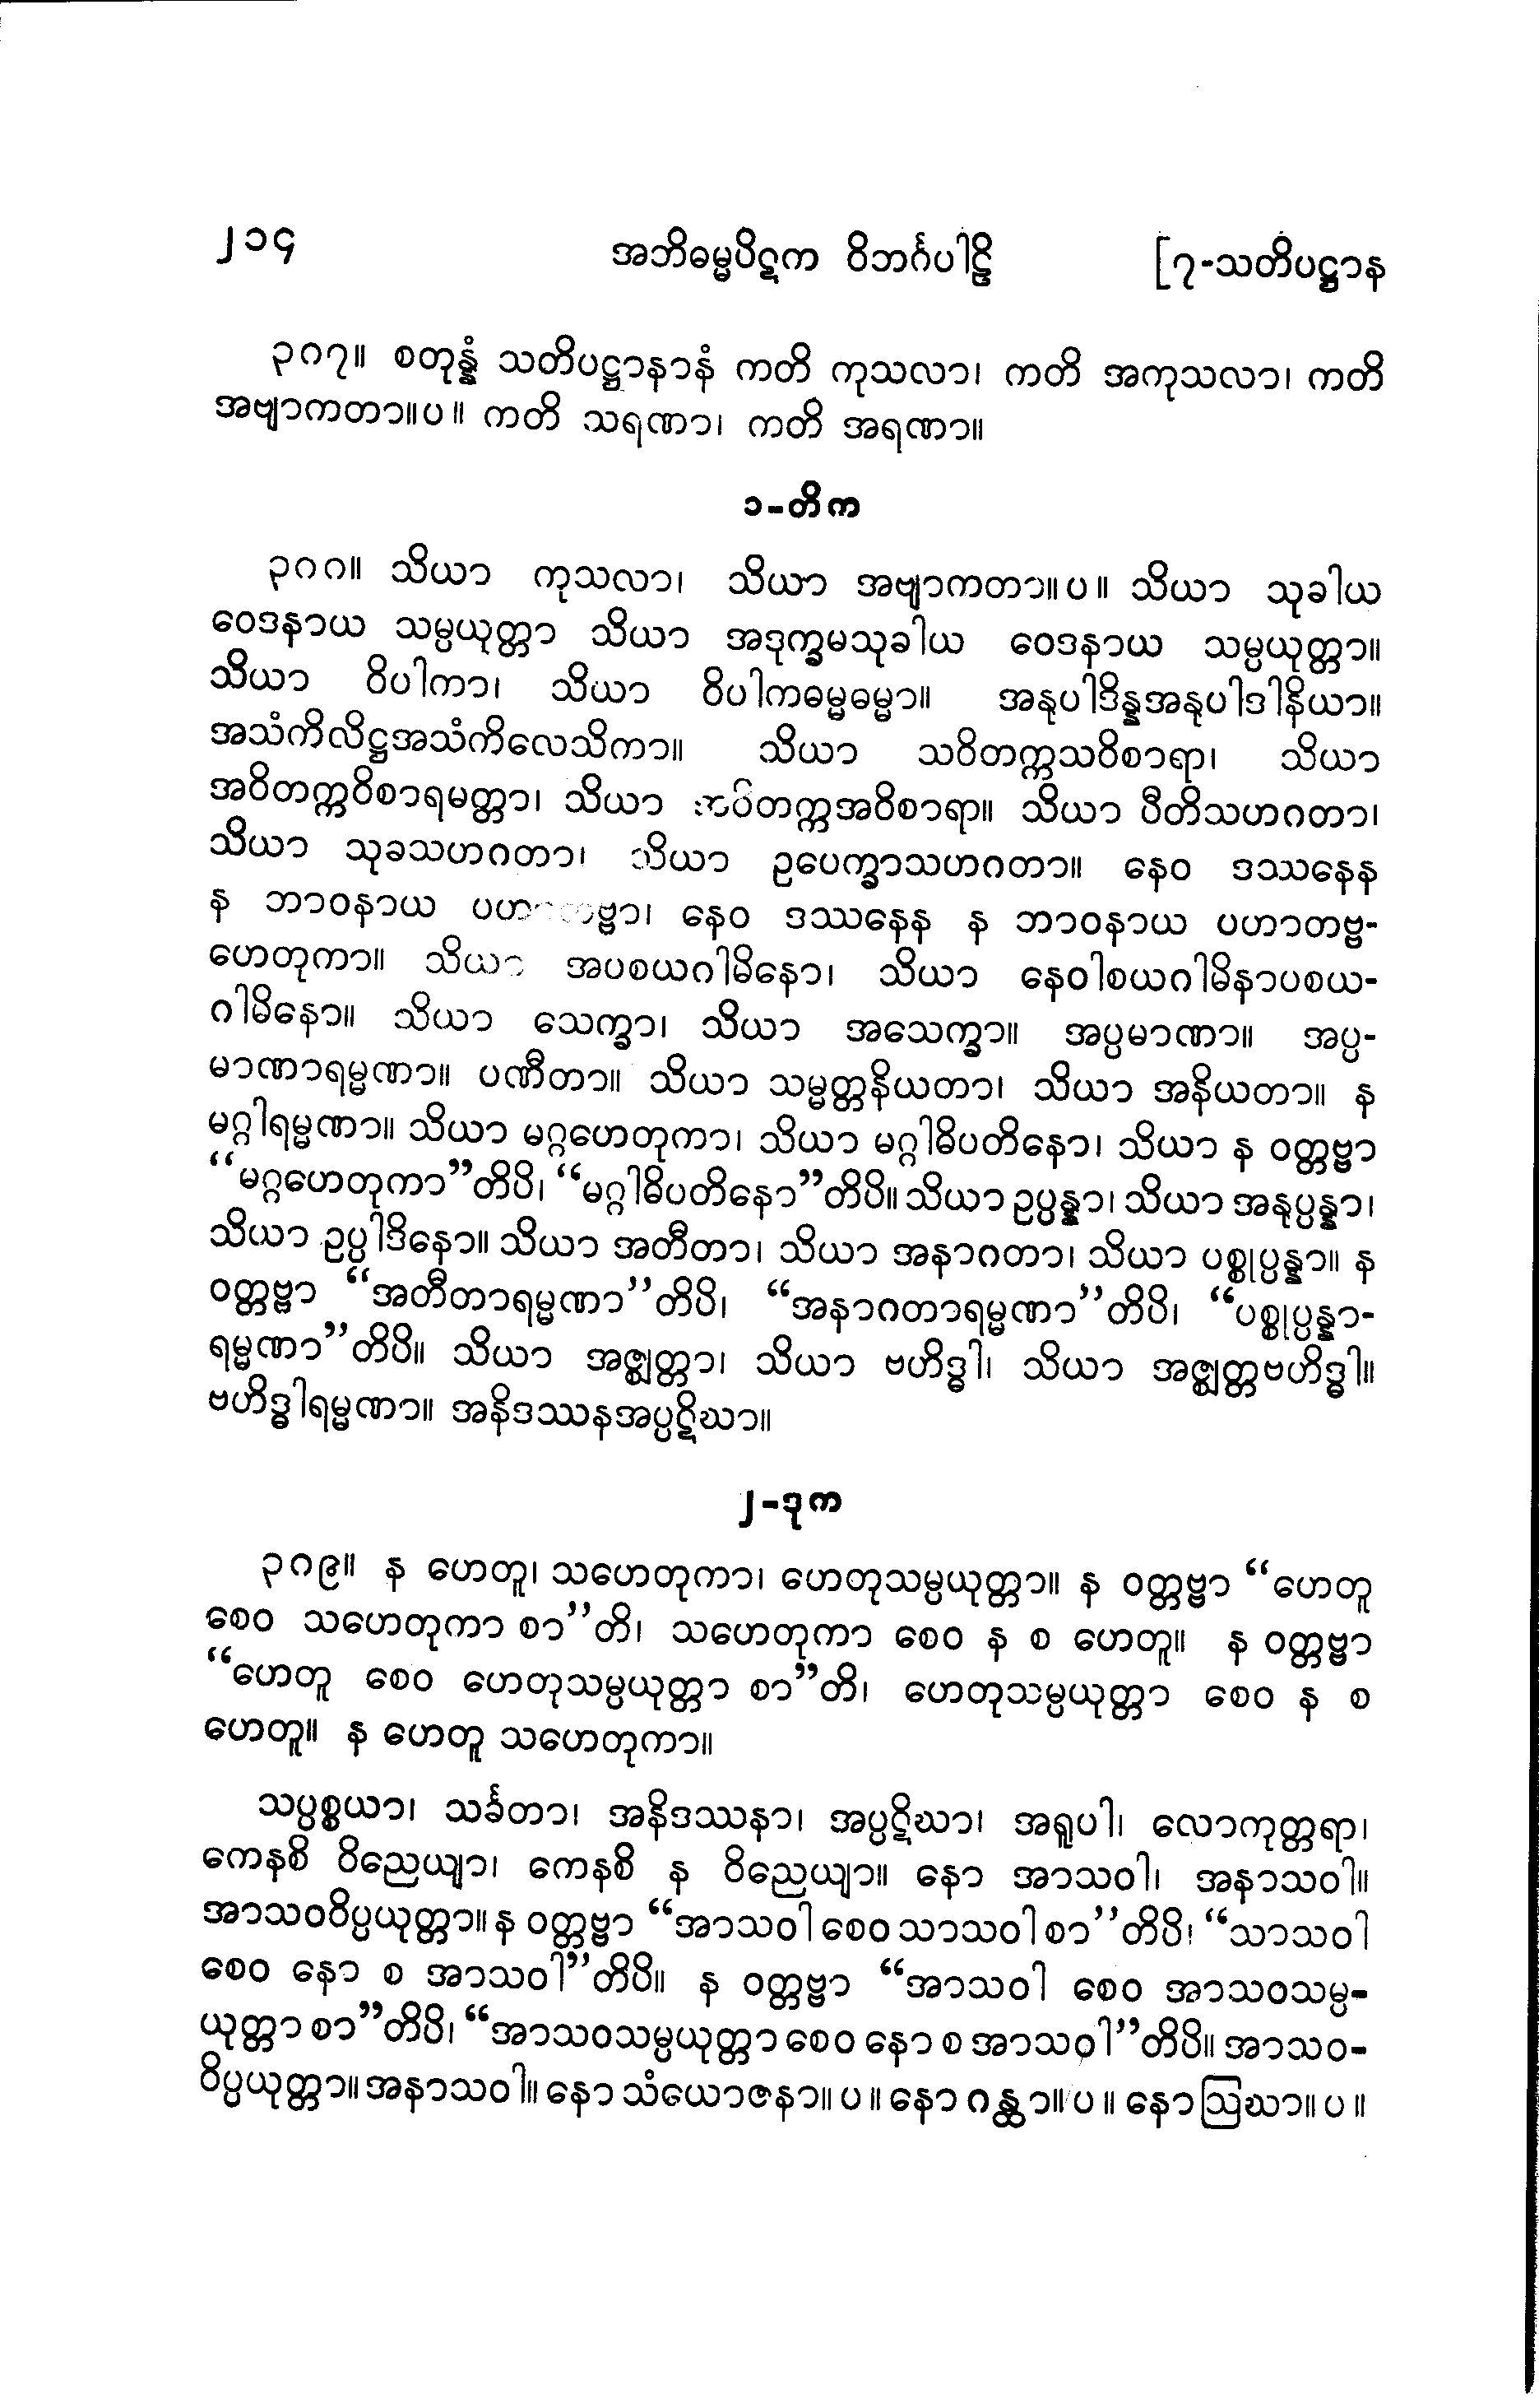 ၂၁၄ အဘိဓမ္မပိဋက ဝိဘင်္ဂပါဠိ [၇-သတိပဋ္ဌာန
၃၈၇။ စတုန္နံ သတိပဋ္ဌာနာနံ ကတိ ကုသလာ၊ ကတိ အကုသလာ၊ ကတိ
အဗျာကတာ။ပ။ ကတိ သရဏာ၊ ကတိ အရဏာ။
၁-တိက
၃၈၈။ သိယာ ကုသလာ၊ သိယာ အဗျာကတာ။ပ။ သိယာ သုခါယ
ဝေဒနာယ သမ္ပယုတ္တာ သိယာ အဒုက္ခမသုခါယ ဝေဒနာယ သမ္ပယုတ္တာ။
သိယာ ဝိပါကာ၊ သိယာ ဝိပါကဓမ္မဓမ္မာ။ အနုပါဒိန္နအနုပါဒါနိယာ။
အသံကိလိဋ္ဌအသံကိလေသိကာ။ သိယာ သဝိတက္ကသဝိစာရာ၊ သိယာ
အဝိတက္ကဝိစာရမတ္တာ၊ သိယာ အဝိတက္ကအဝိစာရာ။ သိယာ ပီတိသဟဂတာ၊
သိယာ သုခသဟဂတာ၊ သိယာ ဥပေက္ခာသဟဂတာ။ နေဝ ဒဿနေန
န ဘာဝနာယ ပဟာတဗ္ဗာ၊ နေဝ ဒဿနေန န ဘာဝနာယ ပဟာတဗ္ဗ-
ဟေတုကာ။ သိယာ အပစယဂါမိနော၊ သိယာ နေဝါစယဂါမိနာပစယ-
ဂါမိနော။ သိယာ သေက္ခာ၊ သိယာ အသေက္ခာ။ အပ္ပမာဏာ။ အပ္ပ-
မာဏာရမ္မဏာ။ ပဏီတာ။ သိယာ သမ္မတ္တနိယတာ၊ သိယာ အနိယတာ။ န
မဂ္ဂါရမ္မဏာ။ သိယာ မဂ္ဂဟေတုကာ၊ သိယာ မဂ္ဂါဓိပတိနော၊ သိယာ န ဝတ္တဗ္ဗာ
“မဂ္ဂဟေတုကာ”တိပိ၊ “မဂ္ဂါဓိပတိနော”တိပိ။ သိယာ ဥပ္ပန္နာ၊ သိယာ အနုပ္ပန္နာ၊
သိယာ ဥပ္ပါဒိနော။ သိယာ အတီတာ၊ သိယာ အနာဂတာ၊ သိယာ ပစ္စုပ္ပန္နာ။ န
ဝတ္တဗ္ဗာ “အတီတာရမ္မဏာ”တိပိ၊ “အနာဂတာရမ္မဏာ”တိပိ၊ “ပစ္စုပ္ပန္နာ-
ရမ္မဏာ”တိပိ။ သိယာ အဇ္ဈတ္တာ၊ သိယာ ဗဟိဒ္ဓါ၊ သိယာ အဇ္ဈတ္တဗဟိဒ္ဓါ။
ဗဟိဒ္ဓါရမ္မဏာ။ အနိဒဿနအပ္ပဋိဃာ။
၂-ဒုက
၃၈၉။ န ဟေတူ၊ သဟေတုကာ၊ ဟေတုသမ္ပယုတ္တာ။ န ဝတ္တဗ္ဗာ “ဟေတူ
စေဝ သဟေတုကာ စာ”တိ၊ သဟေတုကာ စေဝ န စ ဟေတူ။ န ဝတ္တဗ္ဗာ
“ဟေတူ စေဝ ဟေတုသမ္ပယုတ္တာ စာ”တိ၊ ဟေတုသမ္ပယုတ္တာ စေဝ န စ
ဟေတူ။ န ဟေတူ သဟေတုကာ။
သပ္ပစ္စယာ၊ သင်္ခတာ၊ အနိဒဿနာ၊ အပ္ပဋိဃာ၊ အရူပါ၊ လောကုတ္တရာ၊
ကေနစိ ဝိညေယျာ၊ ကေနစိ န ဝိညေယျာ။ နော အာသဝါ၊ အနာသဝါ။
အာသဝဝိပ္ပယုတ္တာ။ န ဝတ္တဗ္ဗာ “အာသဝါ စေဝ သာသဝါ စာ”တိပိ၊ “သာသဝါ
စေဝ နော စ အာသဝါ”တိပိ။ န ဝတ္တဗ္ဗာ “အာသဝါ စေဝ အာသဝသမ္ပ-
ယုတ္တာ စာ”တိပိ၊ “အာသဝသမ္ပယုတ္တာ စေဝ နော စ အာသဝါ”တိပိ။ အာသဝ-
ဝိပ္ပယုတ္တာ။ အနာသဝါ။ နော သံယောဇနာ။ပ။ နော ဂန္ထာ။ပ။ နော ဩဃာ။ပ။